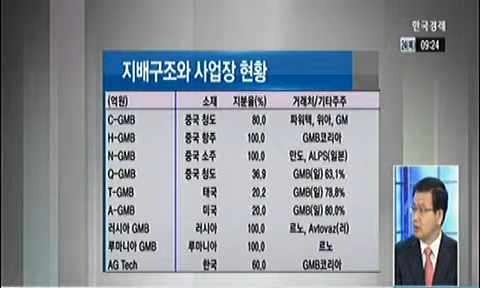 한국경제
09:24
지배구조와 사업장 현황
(억원) 소재 지분율(%) 거래처/기타주주
C-GMB 중국 청도 80,0 파워텍, 위아, GM
H-GMB 중국 항주 100,0 GMB코리아
N-GMB 중국 소주 100,0 만도, ALPS(일본)
Q-GMB 중국 청도 36,9 GMB(일) 63,1%
T-GMB 태국 20,2 GMB(일) 78,8%
A-GMB 미국 20,0 GMB(일) 80,0%
러시아 GMB 러시아 100,0 르노, Avtovaz(러)
루마니아 GMB 루마니아 100,0 르노
AG Tech 한국 60,0 GMB코리아